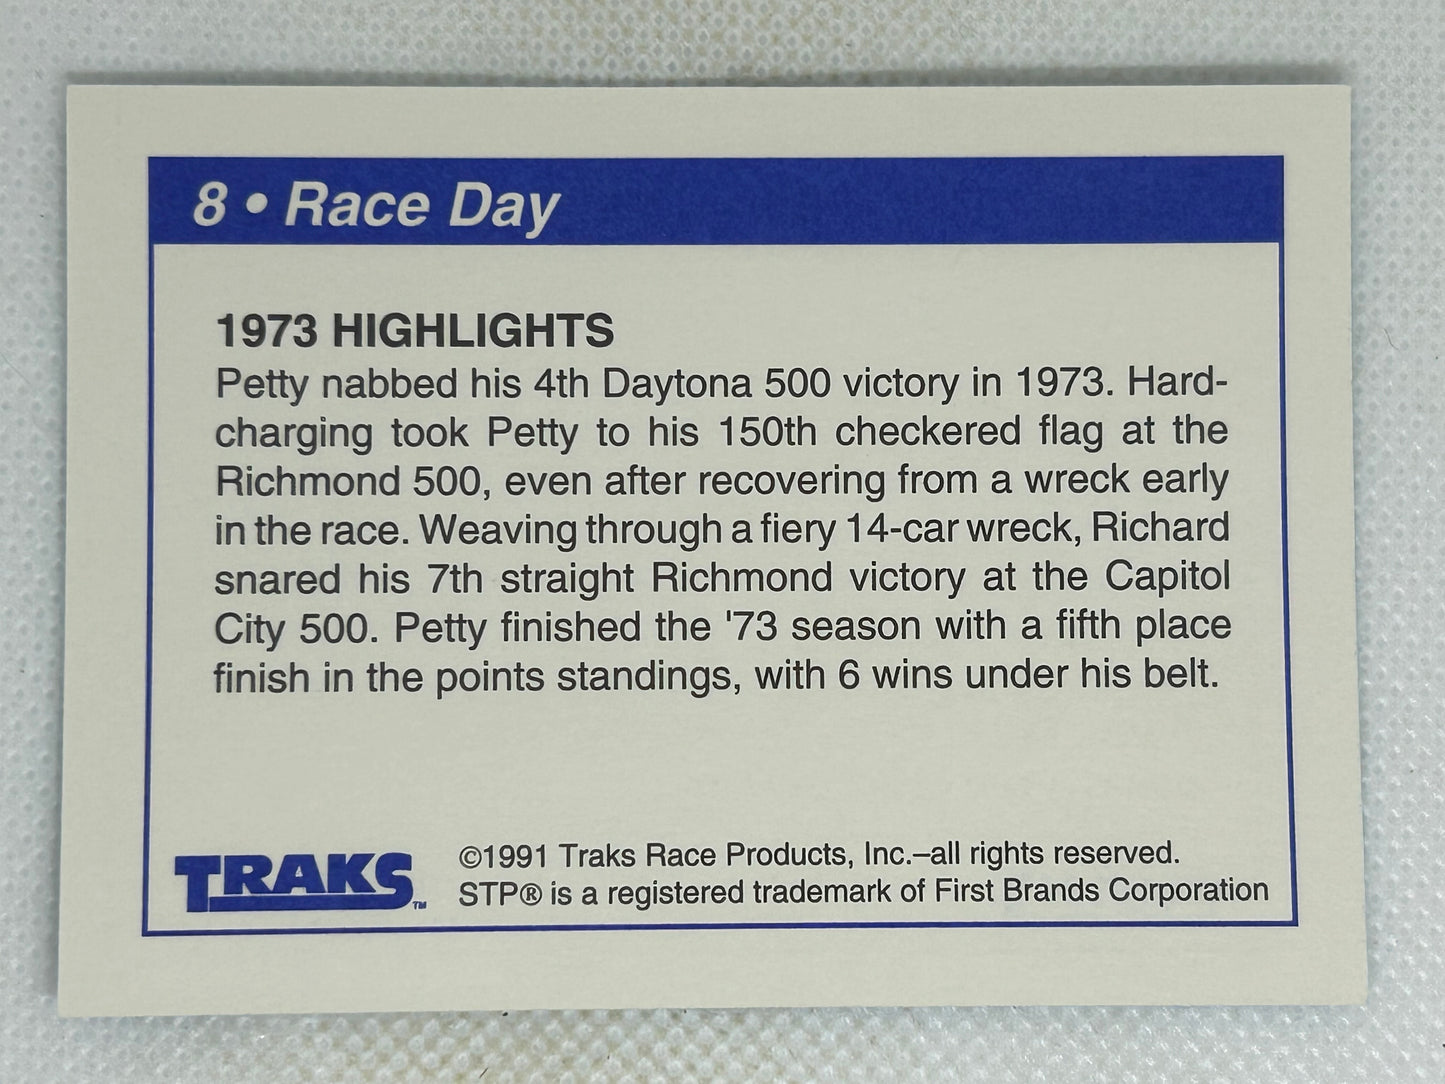 8 • Race Day
1973 HIGHLIGHTS
Petty nabbed his 4th Daytona 500 victory in 1973. Hard-
charging took Petty to his 150th checkered flag at the
Richmond 500, even after recovering from a wreck early
in the race. Weaving through a fiery 14-car wreck, Richard
snared his 7th straight Richmond victory at the Capitol
City 500. Petty finished the '73 season with a fifth place
finish in the points standings, with 6 wins under his belt.
TRAKS™
©1991 Traks Race Products, Inc.–all rights reserved.
STP® is a registered trademark of First Brands Corporation